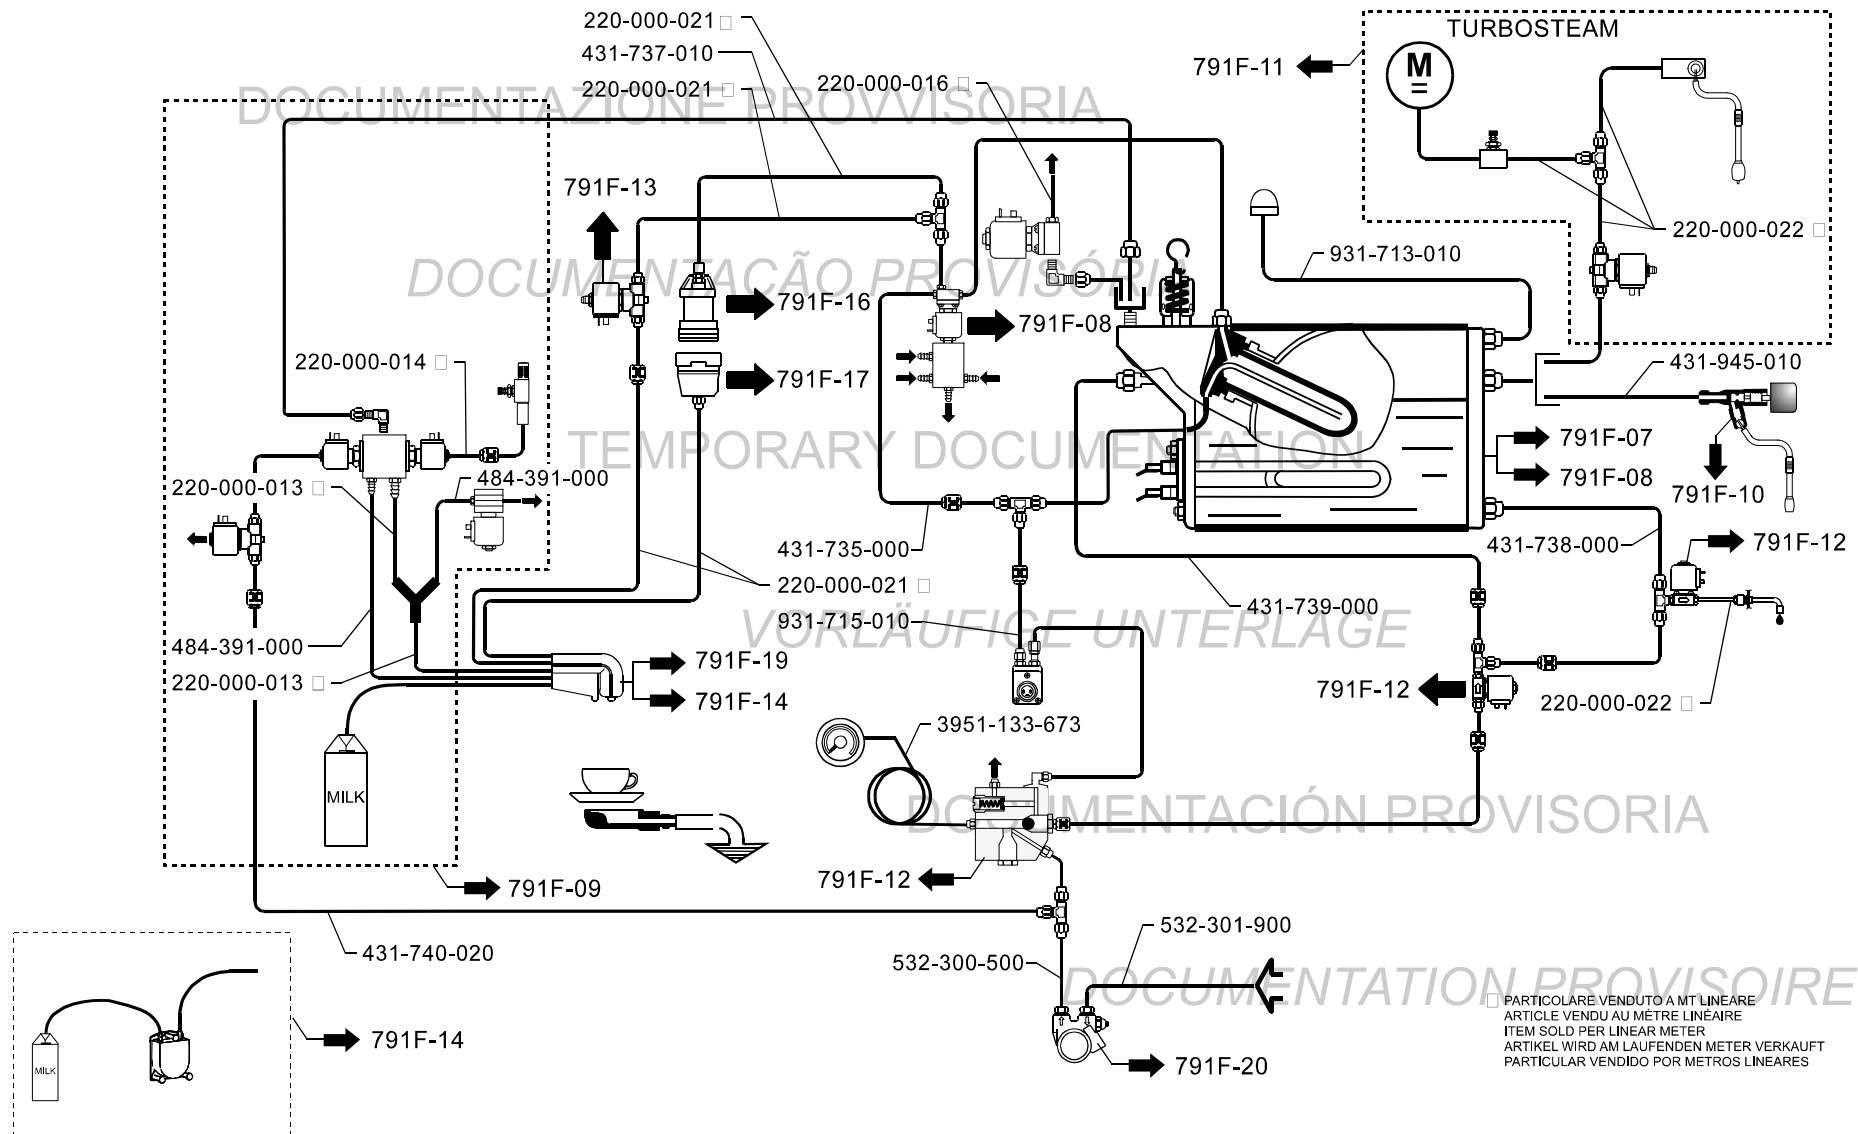 220-000-021 □
431-737-010
220-000-021 □
220-000-016 □
791F-11
TURBOSTEAM
M
=
DOCUMENTAZIONE PROVVISORIA
791F-13
220-000-022 □
931-713-010
DOCUMENTAÇÃO PROVISÓRIA
791F-16
791F-08
220-000-014 □
791F-17
431-945-010
TEMPORARY DOCUMENTATION
791F-07
791F-08
484-391-000
220-000-013 □
791F-10
431-735-000
431-738-000
791F-12
220-000-021 □
431-739-000
931-715-010
VORLÄUFIGE UNTERLAGE
484-391-000
220-000-013 □
791F-19
791F-14
791F-12
220-000-022 □
3951-133-673
MILK
DOCUMENTACIÓN PROVISORIA
791F-12
791F-09
431-740-020
532-301-900
532-300-500
DOCUMENTATION PROVISOIRE
□ PARTICOLARE VENDUTO A MT LINEARE
ARTICLE VENDU AU MÈTRE LINÉAIRE
ITEM SOLD PER LINEAR METER
ARTIKEL WIRD AM LAUFENDEN METER VERKAUFT
PARTICULAR VENDIDO POR METROS LINEARES
791F-14
MILK
791F-20